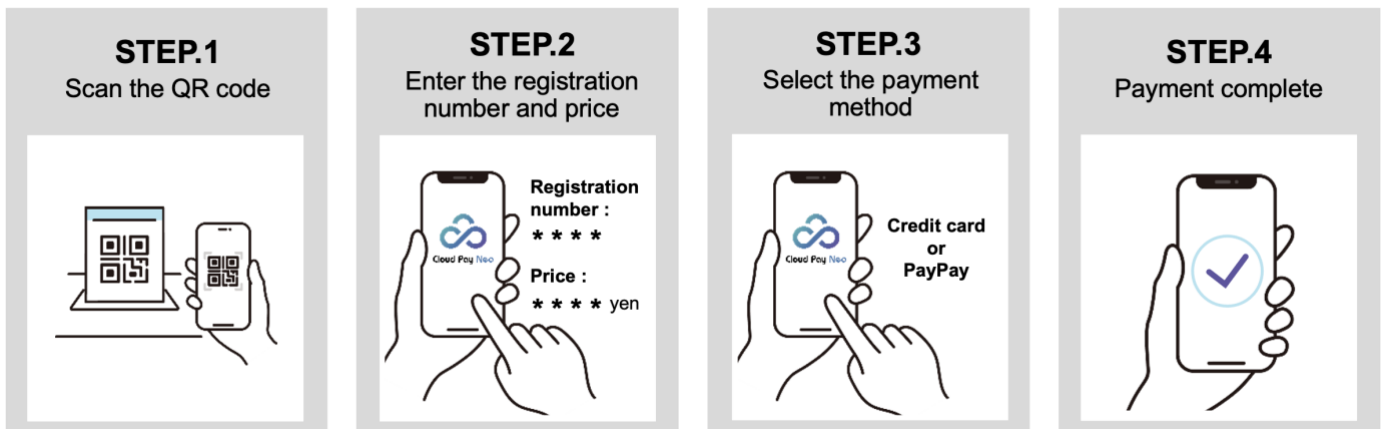 STEP.1
Scan the QR code
STEP.2
Enter the registration
number and price
Registration
number :
* * * *
Price :
* * * * yen
Cloud Pay Neo
STEP.3
Select the payment
method
Cloud Pay Neo
Credit card
or
PayPay
STEP.4
Payment complete